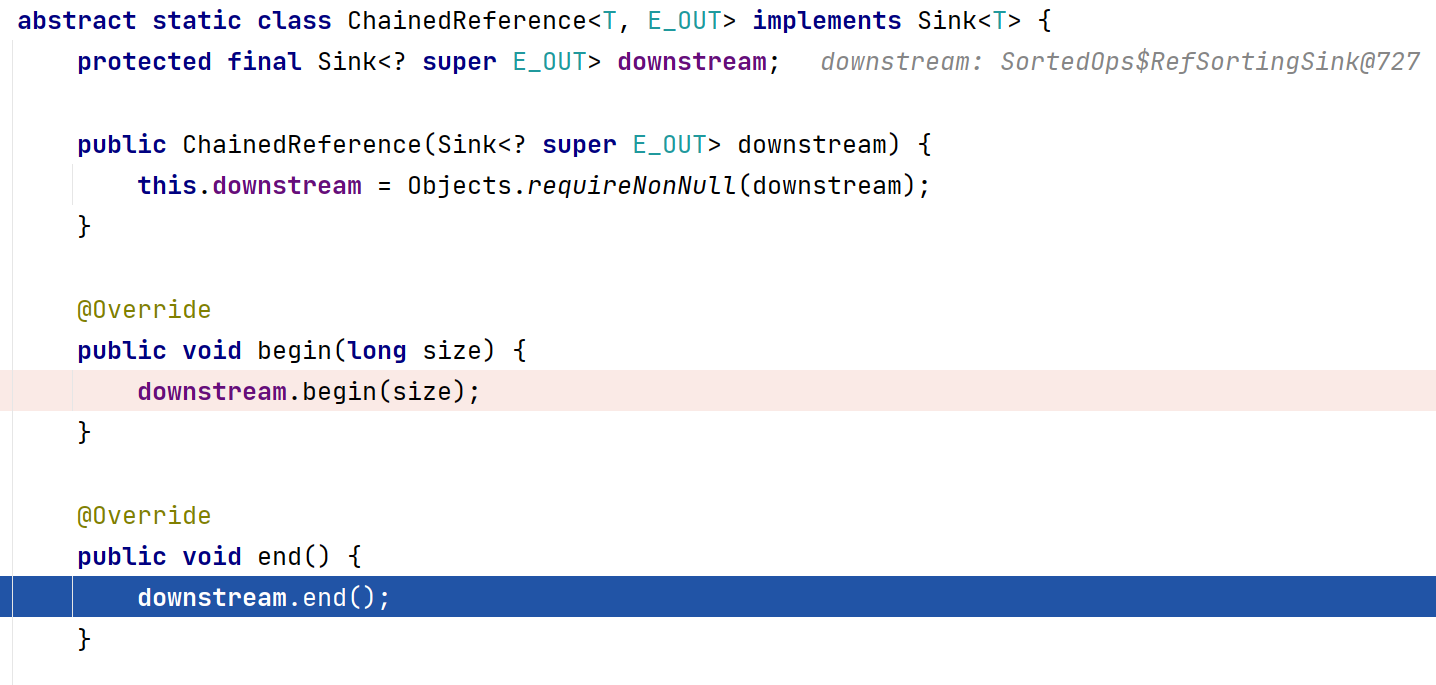 abstract static class ChainedReference<T, E_OUT> implements Sink<T> {
    protected final Sink<? super E_OUT> downstream;   downstream: SortedOps$RefSortingSink@727
    public ChainedReference(Sink<? super E_OUT> downstream) {
        this.downstream = Objects.requireNonNull(downstream);
    }
    @Override
    public void begin(long size) {
        downstream.begin(size);
    }
    @Override
    public void end() {
        downstream.end();
    }